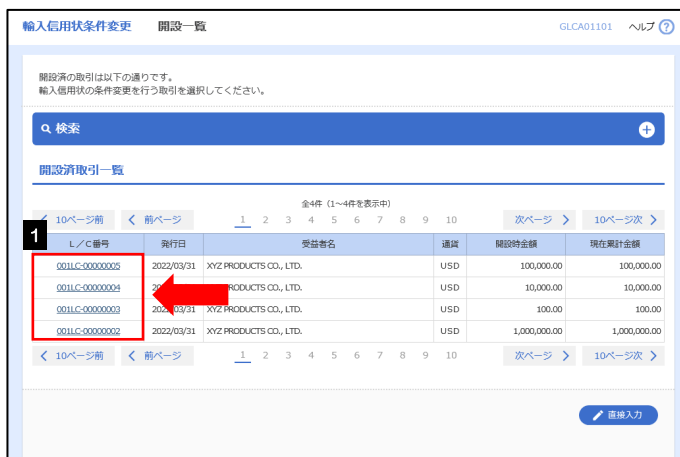 輸入信用状条件変更 開設一覧 GLCA01101 ヘルプ ?
開設済の取引は以下の通りです。
輸入信用状の条件変更を行う取引を選択してください。
検索
開設済取引一覧
全4件（1～4件を表示中）
10ページ前 前ページ 1 2 3 4 5 6 7 8 9 10 次ページ 10ページ次
1
L／C番号 発行日 受益者名 通貨 開設時金額 現在累計金額
001LC-00000005 2022/03/31 XYZ PRODUCTS CO., LTD. USD 100,000.00 100,000.00
001LC-00000004 PRODUCTS CO., LTD. USD 10,000.00 10,000.00
001LC-00000003 PRODUCTS CO., LTD. USD 100.00 100.00
001LC-00000002 2022/03/31 XYZ PRODUCTS CO., LTD. USD 1,000,000.00 1,000,000.00
10ページ前 前ページ 1 2 3 4 5 6 7 8 9 10 次ページ 10ページ次
直接入力